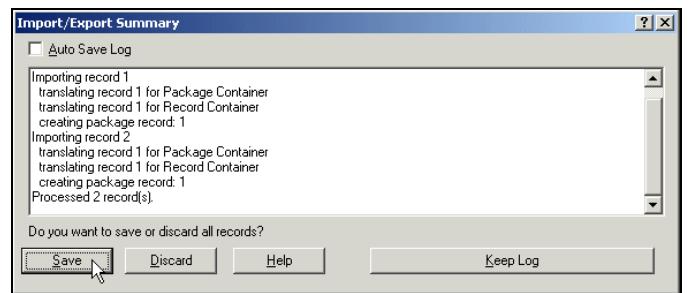 Import/Export Summary
Auto Save Log
Importing record 1
translating record 1 for Package Container
translating record 1 for Record Container
creating package record: 1
Importing record 2
translating record 1 for Package Container
translating record 1 for Record Container
creating package record: 1
Processed 2 record(s).
Do you want to save or discard all records?
Save Discard Help Keep Log